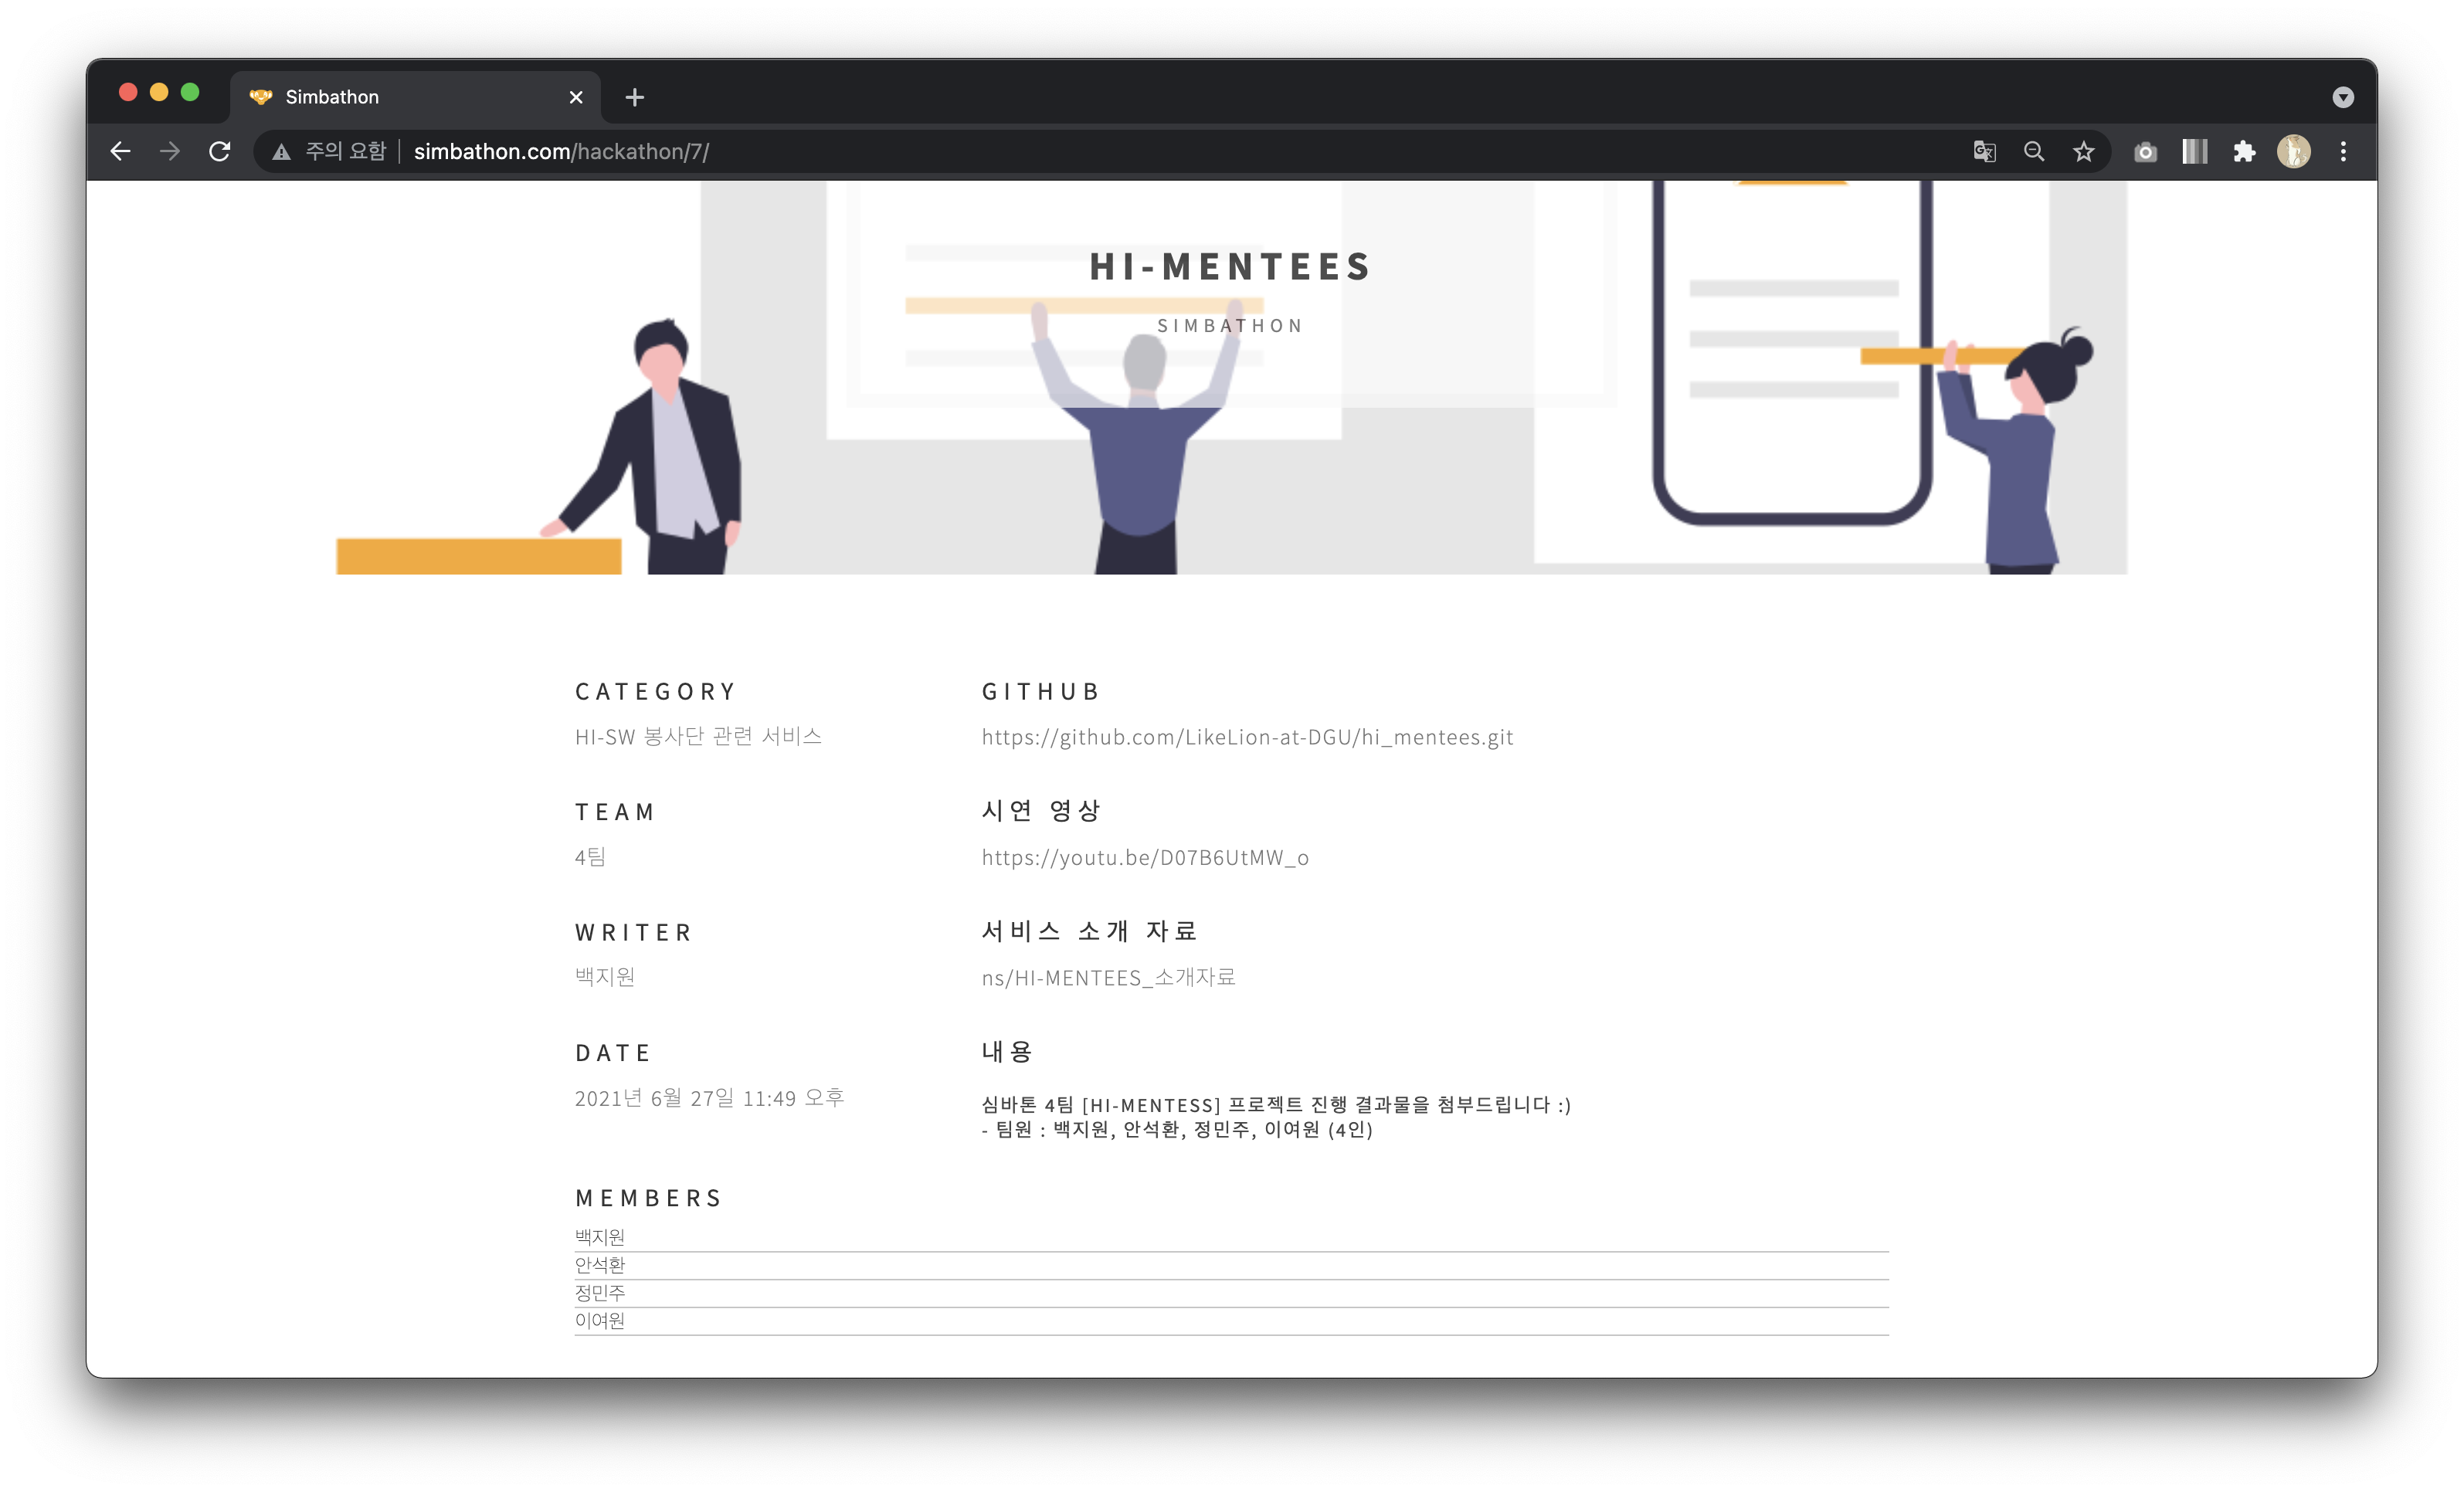 Simbathon
주의 요함
simbathon.com/hackathon/7/
HI-MENTEES
SIMBATHON
CATEGORY
HI-SW 봉사단 관련 서비스
TEAM
4팀
WRITER
백지원
DATE
2021년 6월 27일 11:49 오후
GITHUB
https://github.com/LikeLion-at-DGU/hi_mentees.git
시연 영상
https://youtu.be/D07B6UtMW_o
서비스 소개 자료
ns/HI-MENTEES_소개자료
내용
심바톤 4팀 [HI-MENTESS] 프로젝트 진행 결과물을 첨부드립니다 :)
- 팀원 : 백지원, 안석환, 정민주, 이여원 (4인)
MEMBERS
백지원
안석환
정민주
이여원